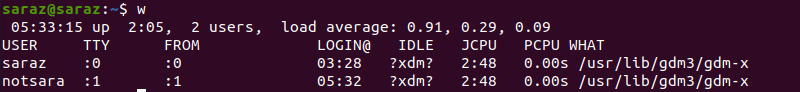 saraz@saraz:~$ w
 05:33:15 up  2:05,  2 users,  load average: 0.91, 0.29, 0.09
USER     TTY      FROM             LOGIN@   IDLE   JCPU   PCPU WHAT
saraz    :0       :0               03:28   ?xdm?   2:48   0.00s /usr/lib/gdm3/gdm-x
notsara  :1       :1               05:32   ?xdm?   2:48   0.00s /usr/lib/gdm3/gdm-x